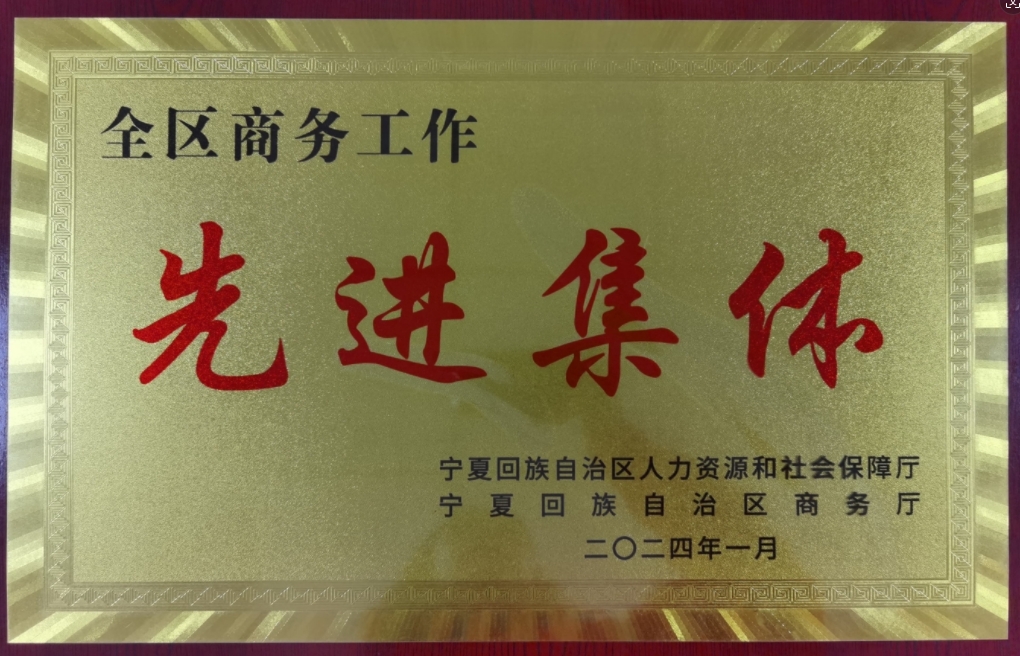 全区商务工作
先进集体
宁夏回族自治区人力资源和社会保障厅
宁夏回族自治区商务厅
二〇二四年一月